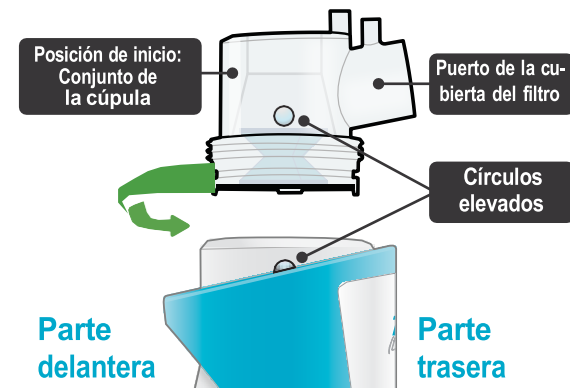 Posición de inicio:
Conjunto de
la cúpula
Puerto de la cu-
bierta del filtro
Círculos
elevados
Parte
delantera
Parte
trasera